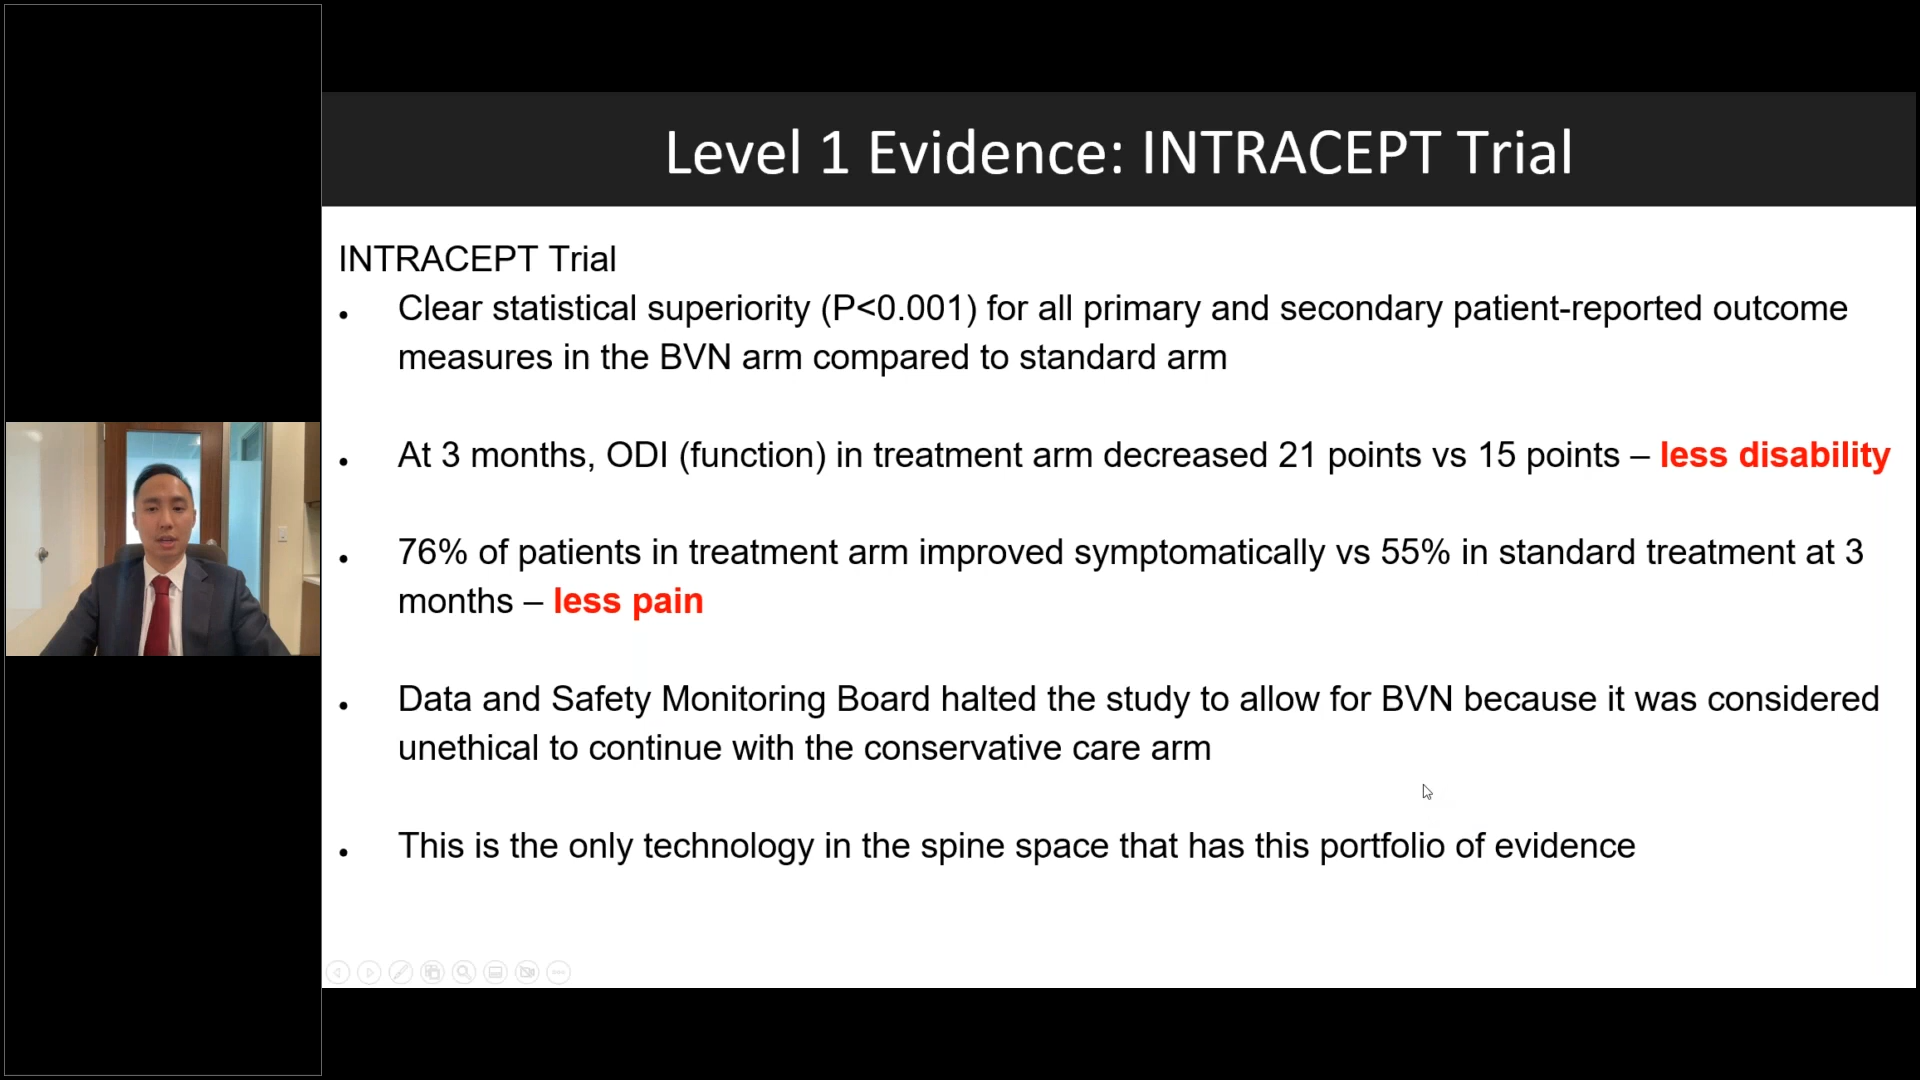 Level 1 Evidence: INTRACEPT Trial
INTRACEPT Trial
• Clear statistical superiority (P<0.001) for all primary and secondary patient-reported outcome
measures in the BVN arm compared to standard arm
• At 3 months, ODI (function) in treatment arm decreased 21 points vs 15 points – less disability
• 76% of patients in treatment arm improved symptomatically vs 55% in standard treatment at 3
months – less pain
• Data and Safety Monitoring Board halted the study to allow for BVN because it was considered
unethical to continue with the conservative care arm
• This is the only technology in the spine space that has this portfolio of evidence